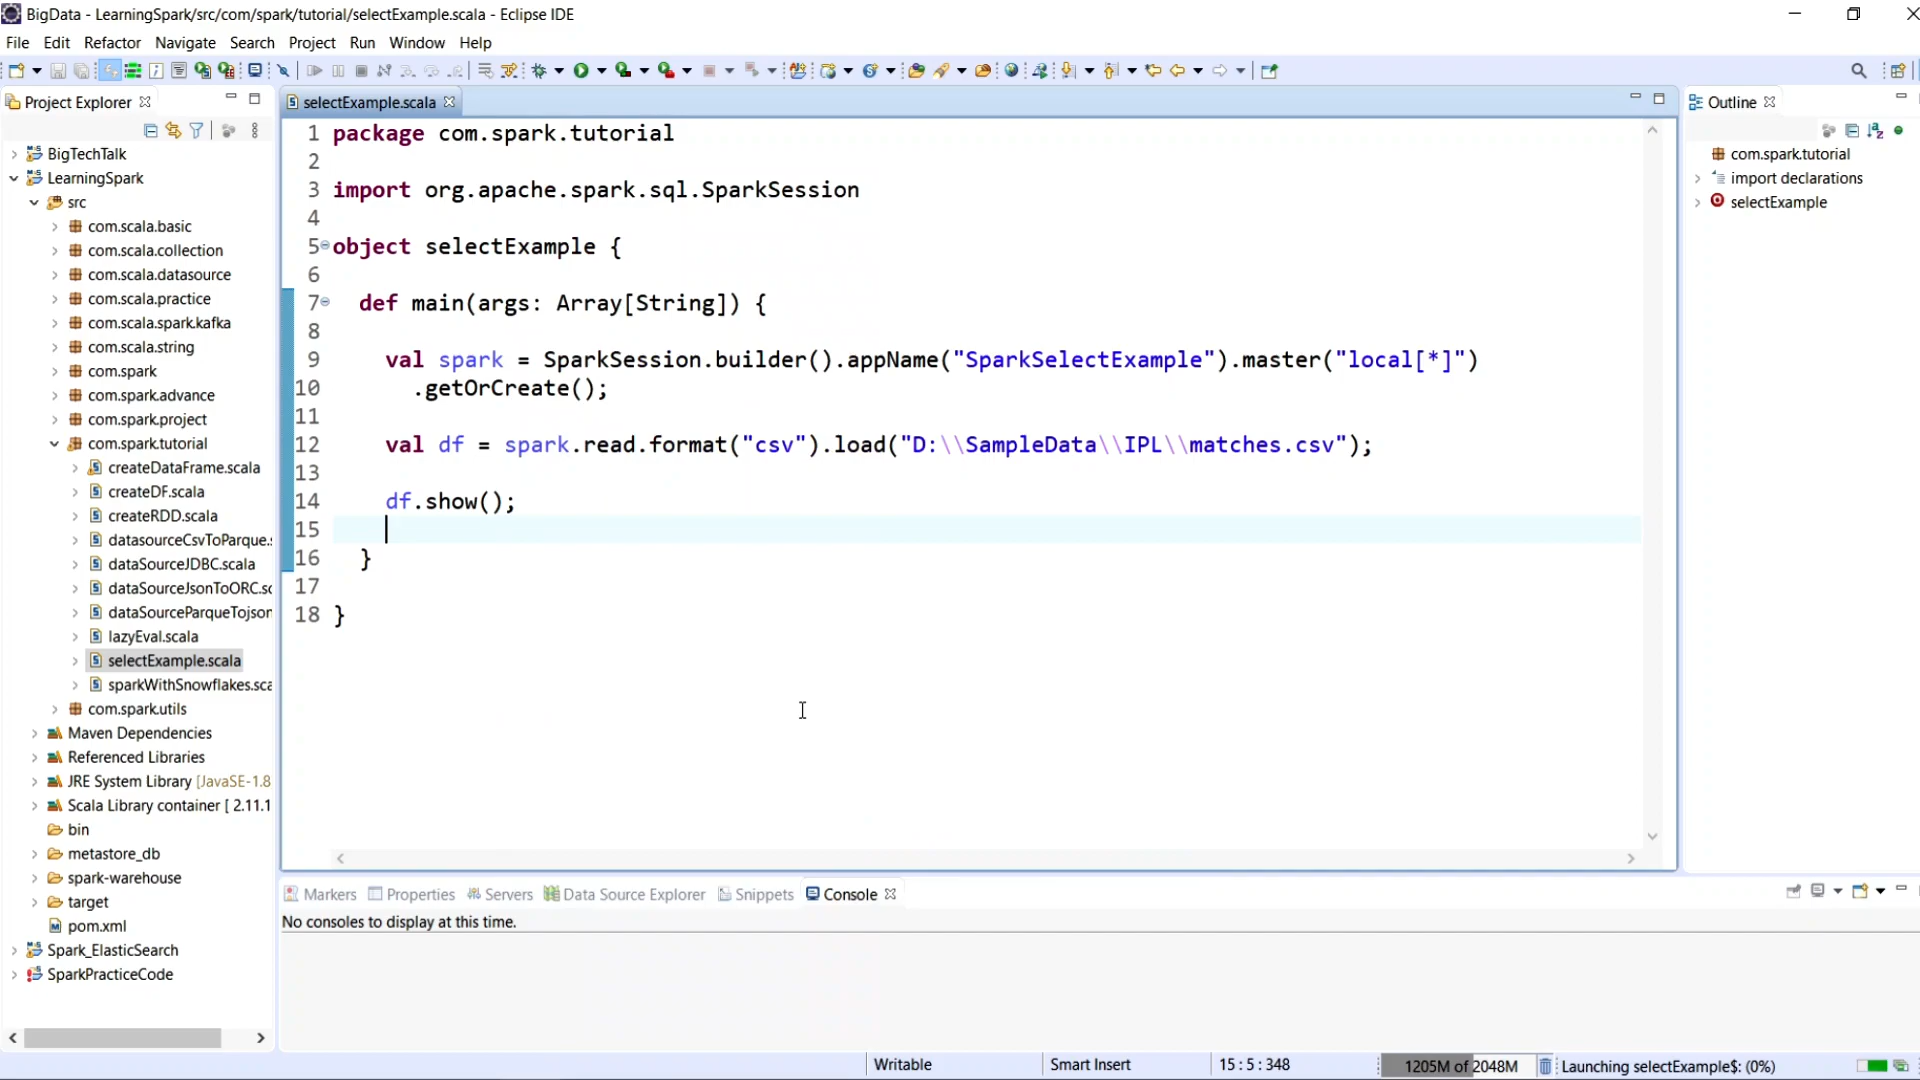 BigData - LearningSpark/src/com/spark/tutorial/selectExample.scala - Eclipse IDE
File Edit Refactor Navigate Search Project Run Window Help
Project Explorer
BigTechTalk
LearningSpark
src
com.scala.basic
com.scala.collection
com.scala.datasource
com.scala.practice
com.scala.spark.kafka
com.scala.string
com.spark
com.spark.advance
com.spark.project
com.spark.tutorial
createDataFrame.scala
createDF.scala
createRDD.scala
datasourceCsvToParque.s
dataSourceJDBC.scala
dataSourceJsonToORC.sc
dataSourceParqueTojson
lazyEval.scala
selectExample.scala
sparkWithSnowflakes.sca
com.spark.utils
Maven Dependencies
Referenced Libraries
JRE System Library [JavaSE-1.8
Scala Library container [ 2.11.1
bin
metastore_db
spark-warehouse
target
pom.xml
Spark_ElasticSearch
SparkPracticeCode
selectExample.scala
1 package com.spark.tutorial
2
3 import org.apache.spark.sql.SparkSession
4
5 object selectExample {
6
7 def main(args: Array[String]) {
8
9 val spark = SparkSession.builder().appName("SparkSelectExample").master("local[*]")
10 .getOrCreate();
11
12 val df = spark.read.format("csv").load("D:\\SampleData\\IPL\\matches.csv");
13
14 df.show();
15
16 }
17
18 }
Outline
com.spark.tutorial
import declarations
selectExample
Markers Properties Servers Data Source Explorer Snippets Console
No consoles to display at this time.
Writable Smart Insert 15 : 5 : 348 1205M of 2048M Launching selectExample$: (0%)